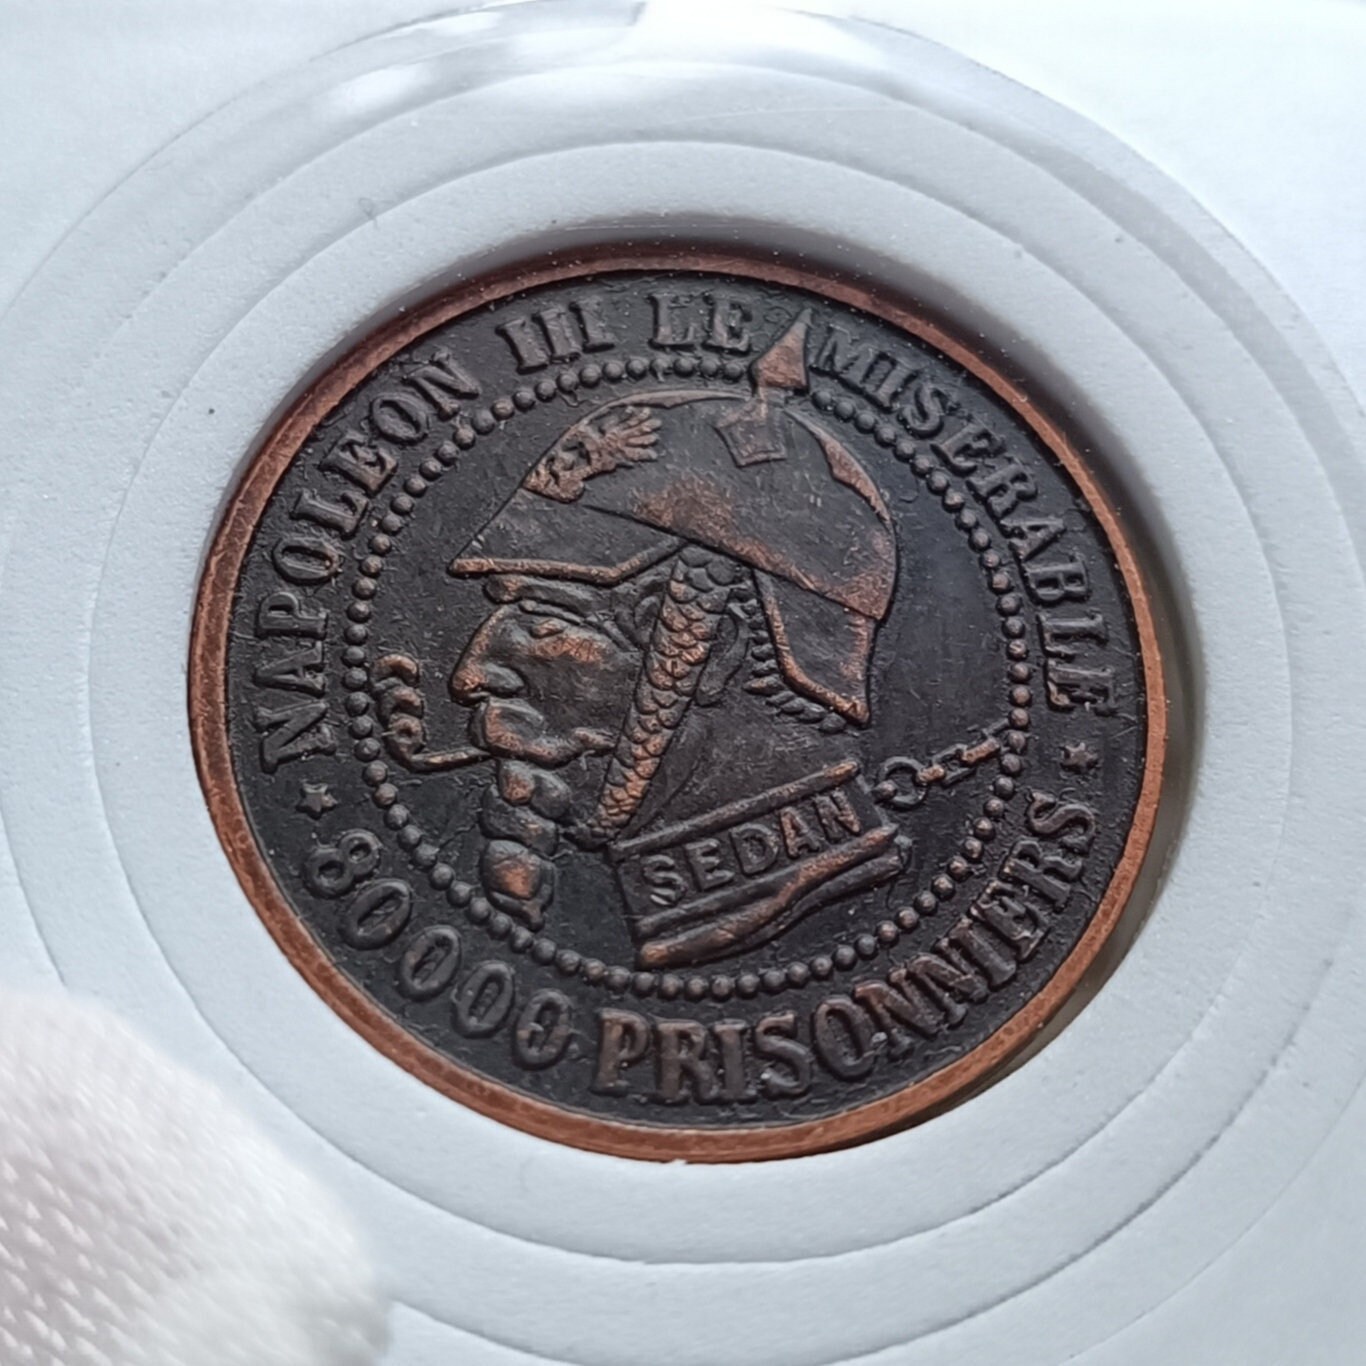 NAPOLEON III LE MISERABLE
SEDAN
80000 PRISONNIERS